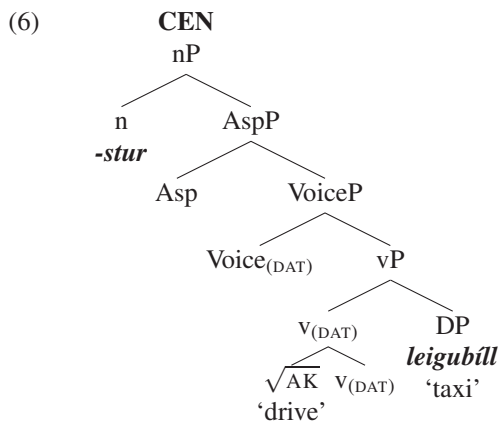 (6) CEN
nP
n AspP
-stur
Asp VoiceP
Voice(DAT) vP
v(DAT) DP
leigubíll
√AK v(DAT) 'taxi'
'drive'